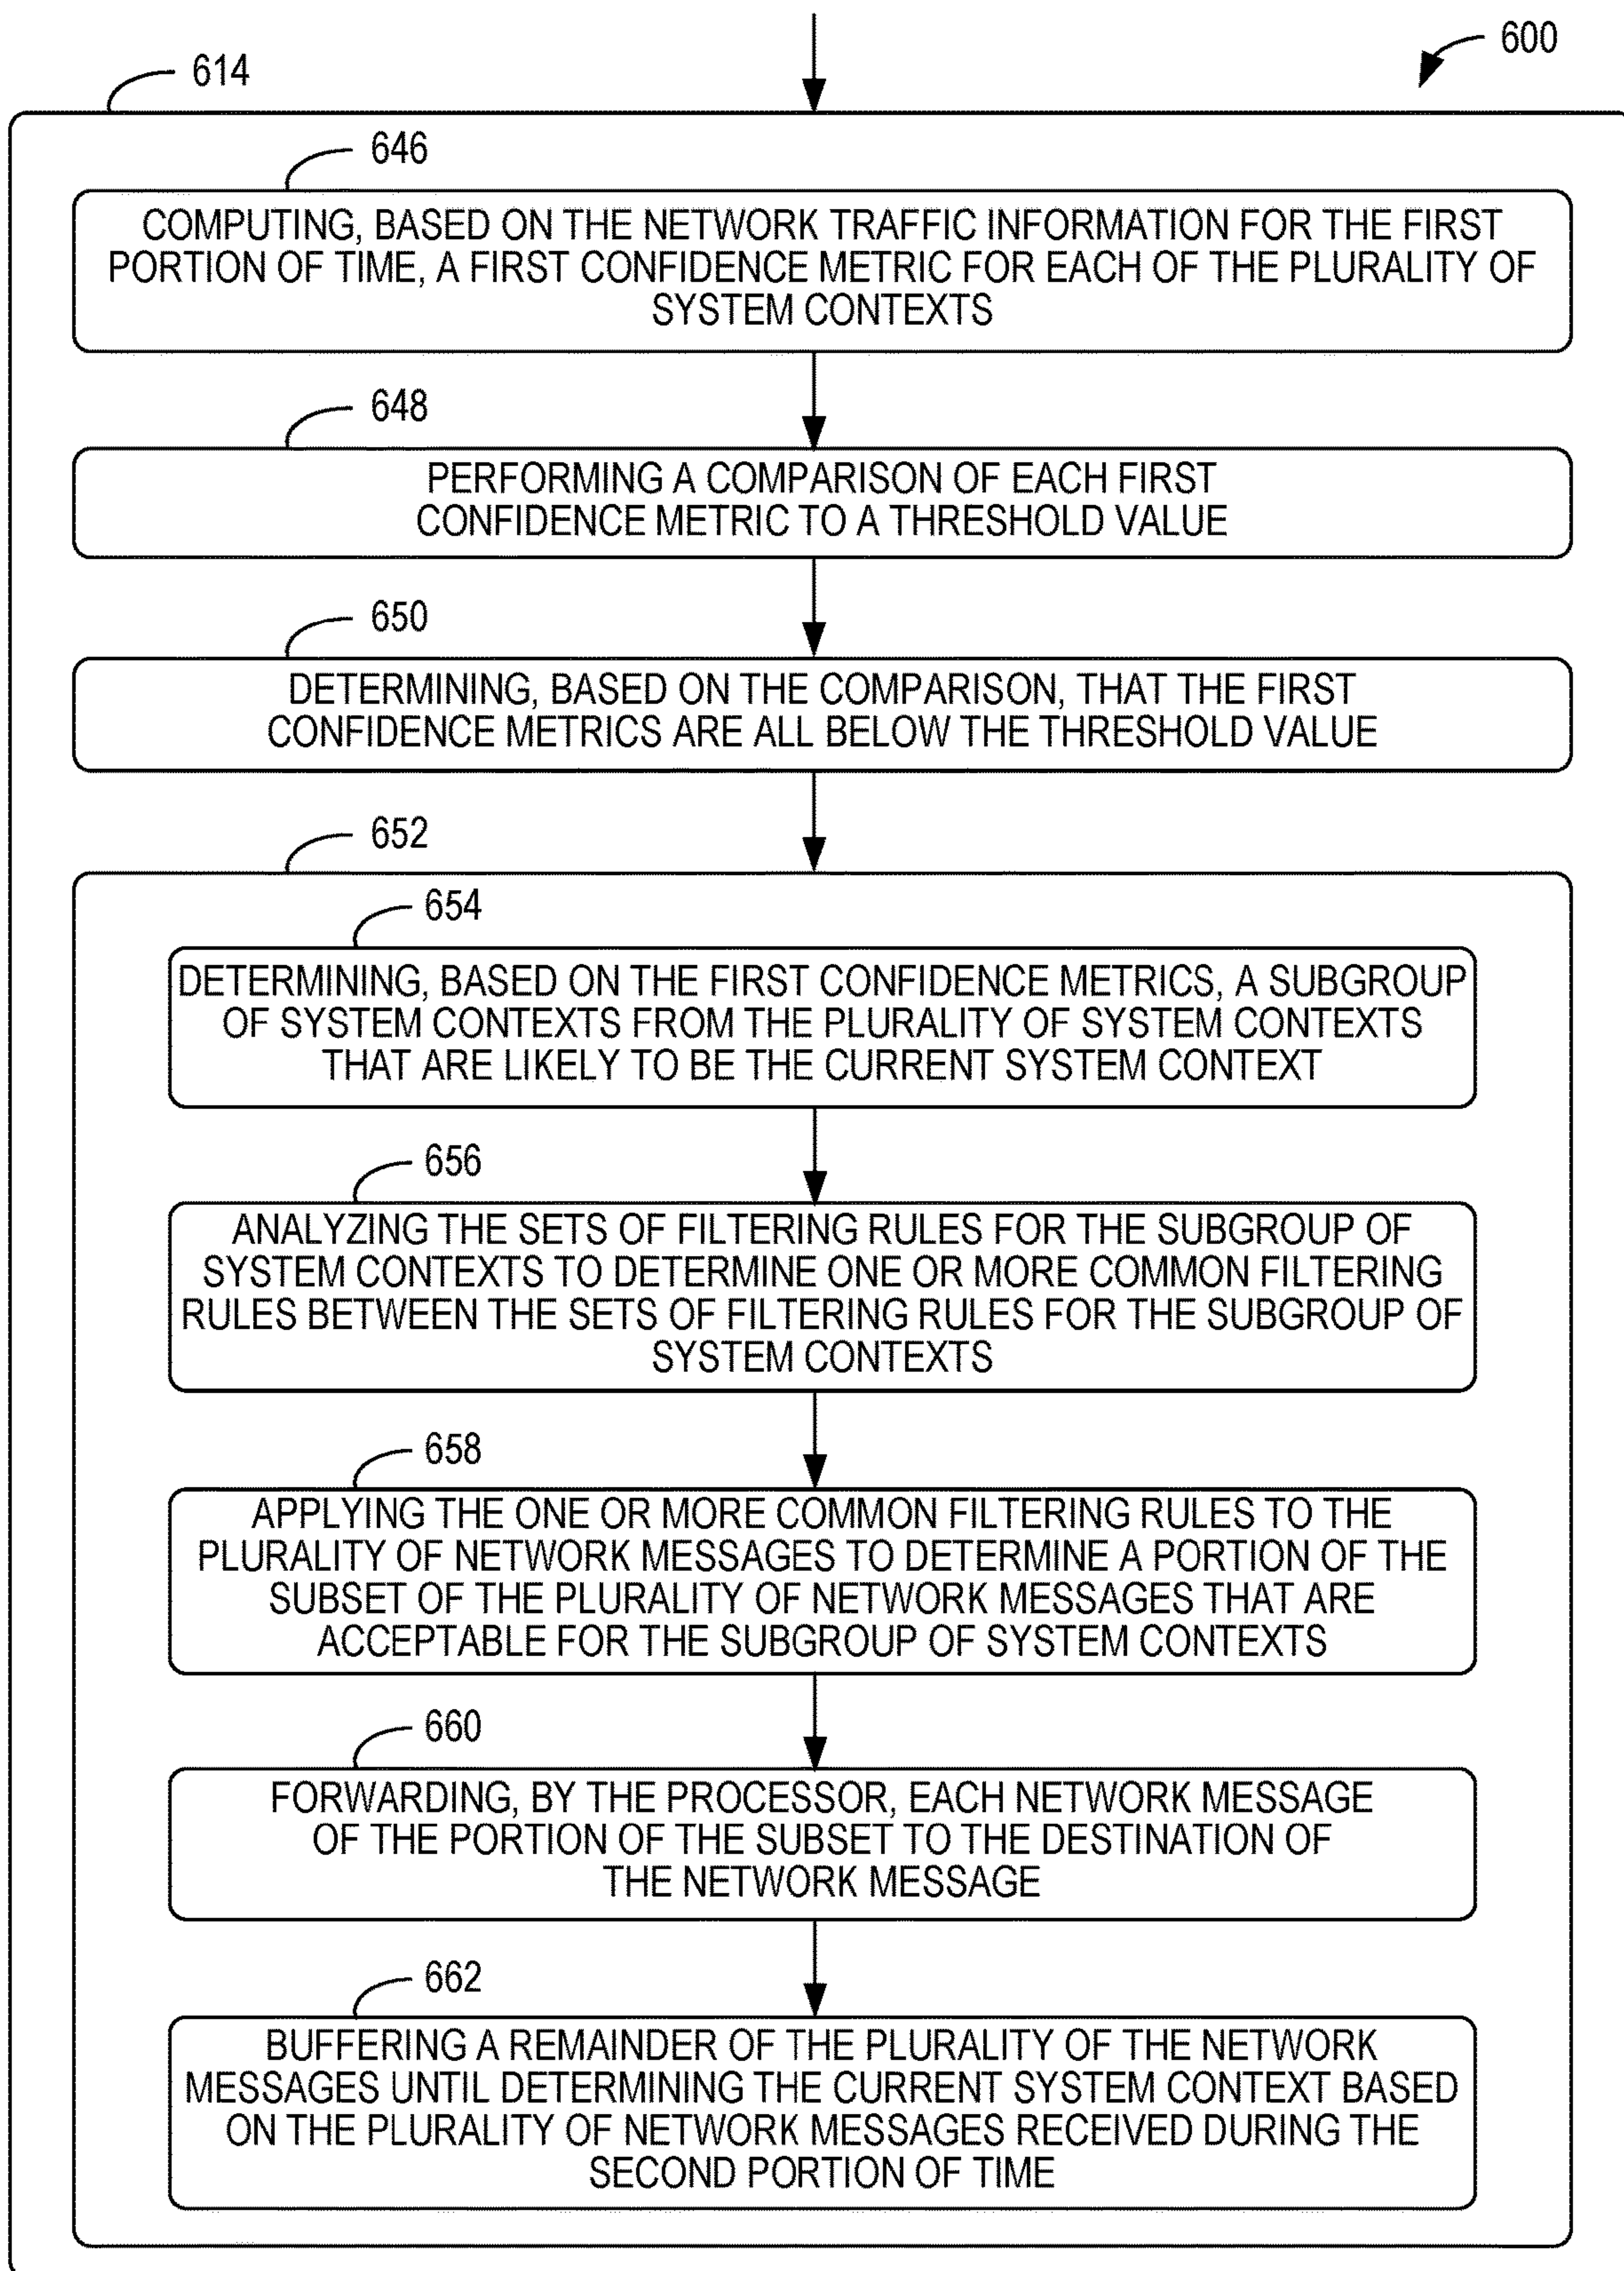 600
614
646
COMPUTING, BASED ON THE NETWORK TRAFFIC INFORMATION FOR THE FIRST
PORTION OF TIME, A FIRST CONFIDENCE METRIC FOR EACH OF THE PLURALITY OF
SYSTEM CONTEXTS
648
PERFORMING A COMPARISON OF EACH FIRST
CONFIDENCE METRIC TO A THRESHOLD VALUE
650
DETERMINING, BASED ON THE COMPARISON, THAT THE FIRST
CONFIDENCE METRICS ARE ALL BELOW THE THRESHOLD VALUE
652
654
DETERMINING, BASED ON THE FIRST CONFIDENCE METRICS, A SUBGROUP
OF SYSTEM CONTEXTS FROM THE PLURALITY OF SYSTEM CONTEXTS
THAT ARE LIKELY TO BE THE CURRENT SYSTEM CONTEXT
656
ANALYZING THE SETS OF FILTERING RULES FOR THE SUBGROUP OF
SYSTEM CONTEXTS TO DETERMINE ONE OR MORE COMMON FILTERING
RULES BETWEEN THE SETS OF FILTERING RULES FOR THE SUBGROUP OF
SYSTEM CONTEXTS
658
APPLYING THE ONE OR MORE COMMON FILTERING RULES TO THE
PLURALITY OF NETWORK MESSAGES TO DETERMINE A PORTION OF THE
SUBSET OF THE PLURALITY OF NETWORK MESSAGES THAT ARE
ACCEPTABLE FOR THE SUBGROUP OF SYSTEM CONTEXTS
660
FORWARDING, BY THE PROCESSOR, EACH NETWORK MESSAGE
OF THE PORTION OF THE SUBSET TO THE DESTINATION OF
THE NETWORK MESSAGE
662
BUFFERING A REMAINDER OF THE PLURALITY OF THE NETWORK
MESSAGES UNTIL DETERMINING THE CURRENT SYSTEM CONTEXT BASED
ON THE PLURALITY OF NETWORK MESSAGES RECEIVED DURING THE
SECOND PORTION OF TIME